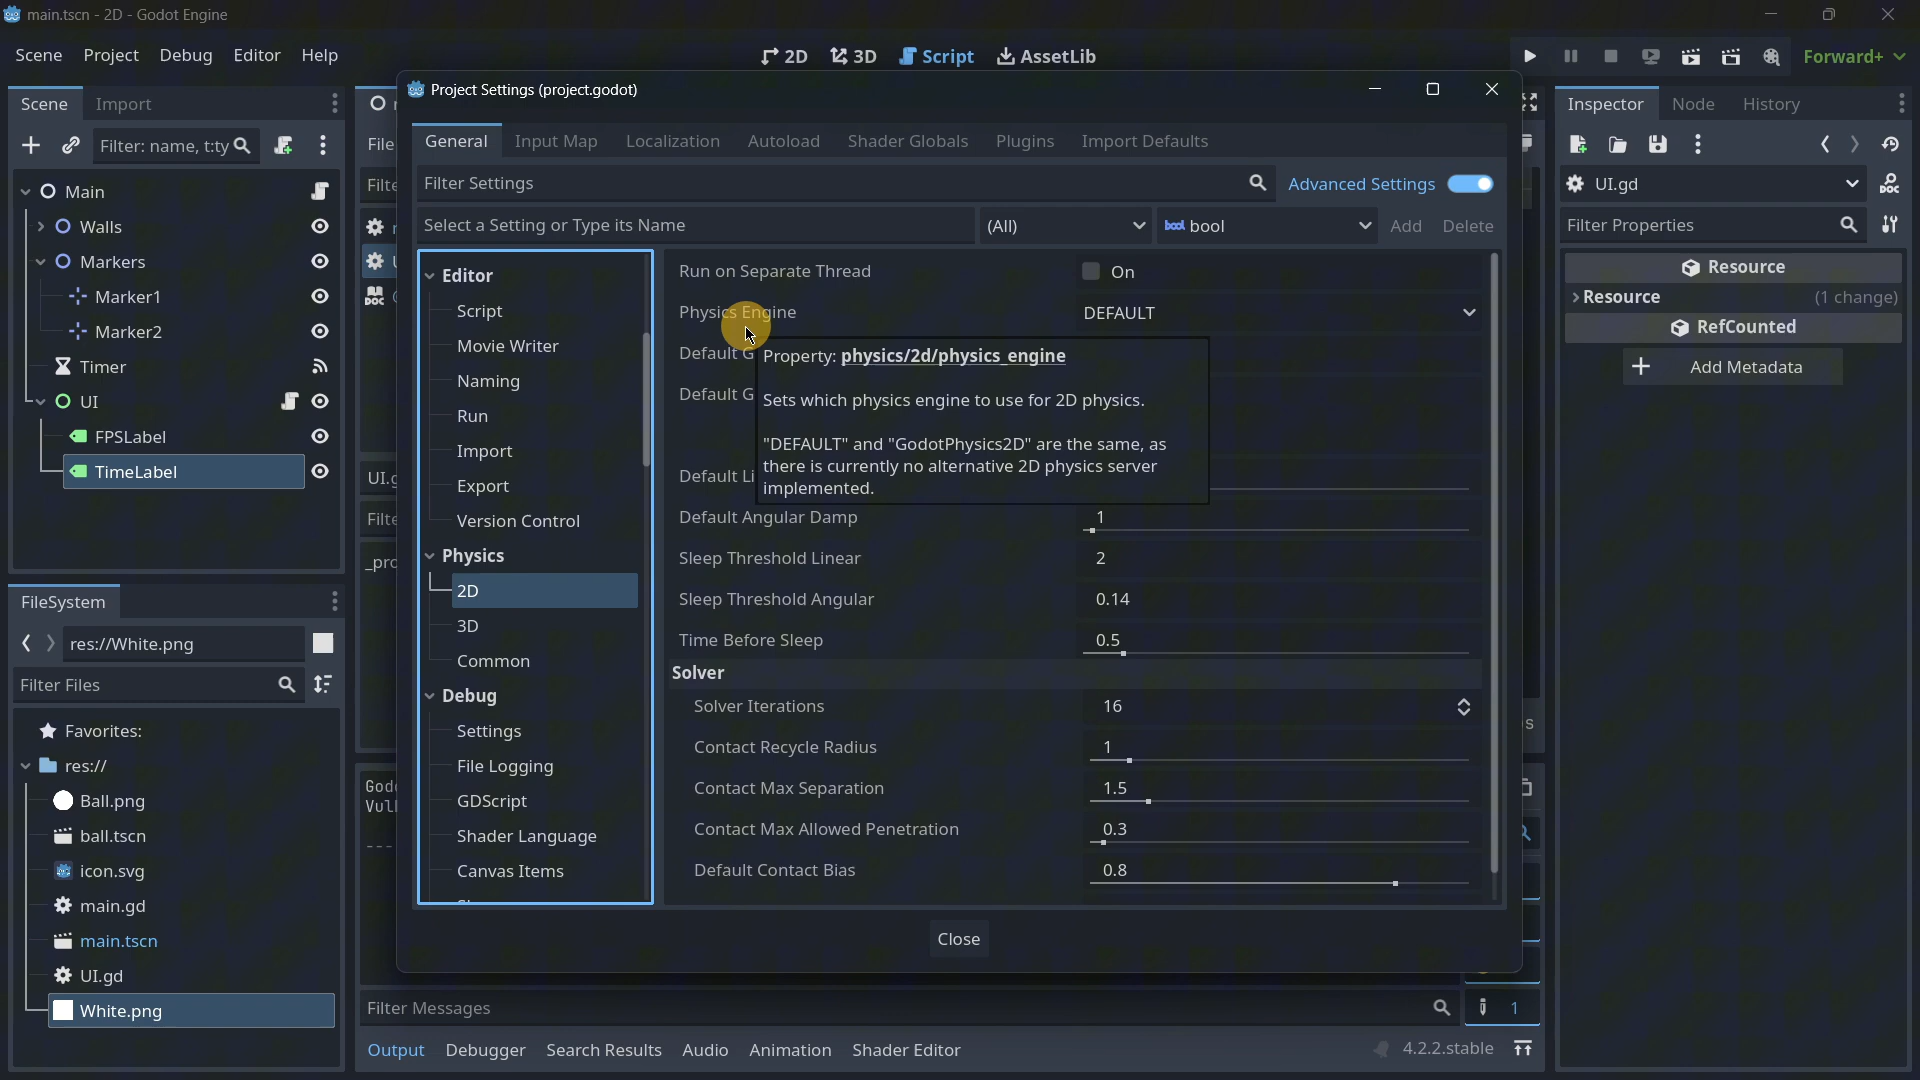 main.tscn - 2D - Godot Engine
Scene Project Debug Editor Help
2D 3D Script AssetLib
Forward+
Scene Import
Filter: name, t:ty
Main
Walls
Markers
Marker1
Marker2
Timer
UI
FPSLabel
TimeLabel
FileSystem
res://White.png
Filter Files
Favorites:
res://
Ball.png
ball.tscn
icon.svg
main.gd
main.tscn
UI.gd
White.png
File
Project Settings (project.godot)
General Input Map Localization Autoload Shader Globals Plugins Import Defaults
Filter Settings
Advanced Settings
Select a Setting or Type its Name
(All)
bool
Add Delete
Editor
Script
Movie Writer
Naming
Run
Import
Export
Version Control
Physics
2D
3D
Common
Debug
Settings
File Logging
GDScript
Shader Language
Canvas Items
Run on Separate Thread On
Physics Engine DEFAULT
Default G
Default G
Default Li
Property: physics/2d/physics_engine
Sets which physics engine to use for 2D physics.
"DEFAULT" and "GodotPhysics2D" are the same, as
there is currently no alternative 2D physics server
implemented.
Default Angular Damp 1
Sleep Threshold Linear 2
Sleep Threshold Angular 0.14
Time Before Sleep 0.5
Solver
Solver Iterations 16
Contact Recycle Radius 1
Contact Max Separation 1.5
Contact Max Allowed Penetration 0.3
Default Contact Bias 0.8
Close
Filter Messages
1
Output Debugger Search Results Audio Animation Shader Editor
4.2.2.stable
Inspector Node History
UI.gd
Filter Properties
Resource
Resource (1 change)
RefCounted
Add Metadata